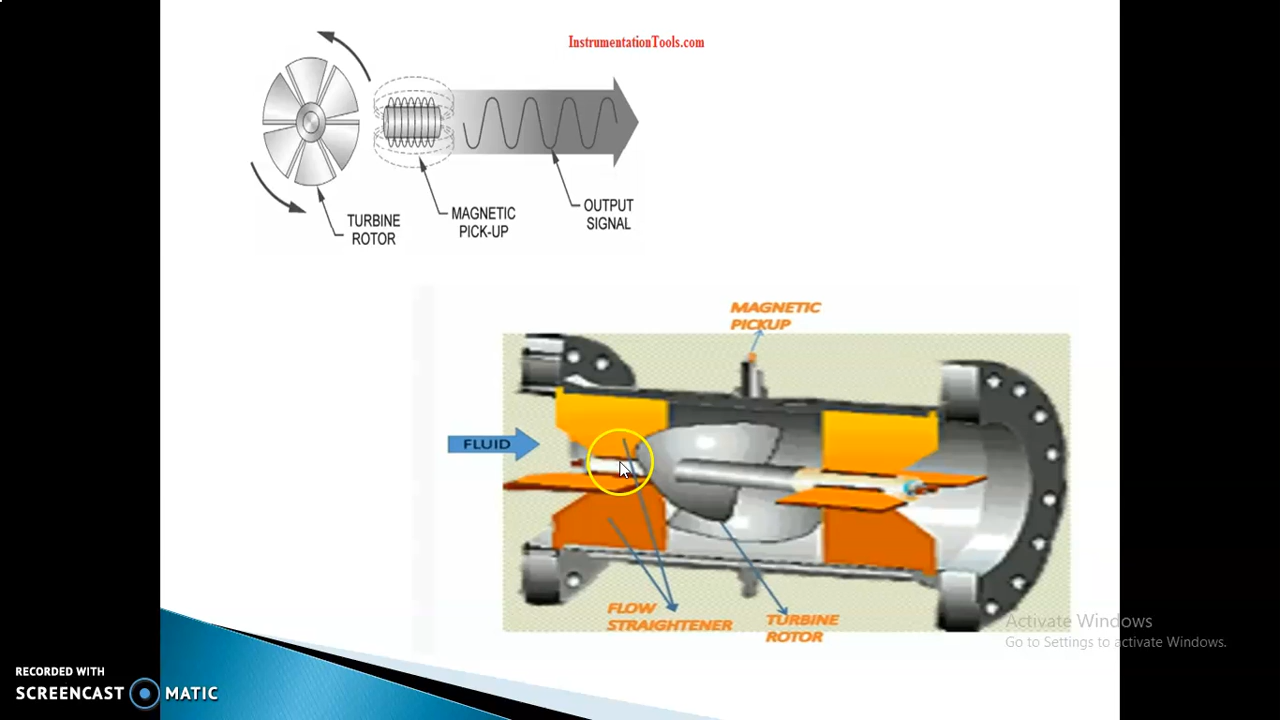 InstrumentationTools.com
TURBINE
ROTOR
MAGNETIC
PICK-UP
OUTPUT
SIGNAL
MAGNETIC
PICKUP
FLUID
FLOW
STRAIGHTENER
TURBINE
ROTOR
Activate Windows
Go to Settings to activate Windows.
RECORDED WITH
SCREENCAST MATIC